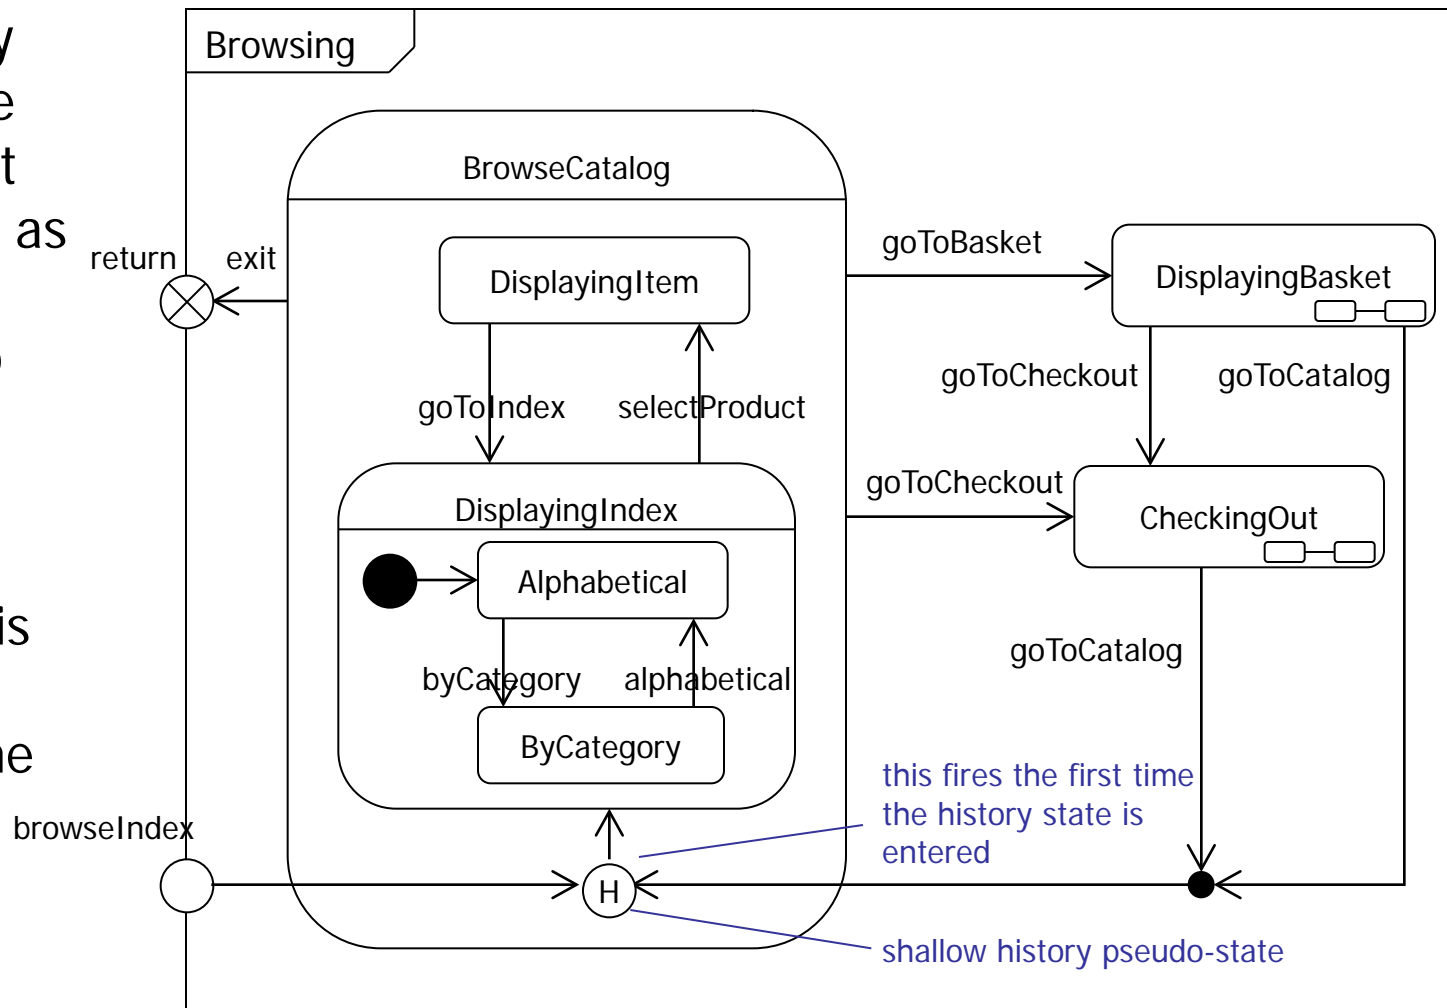 y
e
t
as
is
ne
Browsing
BrowseCatalog
return
exit
DisplayingItem
goToBasket
DisplayingBasket
goToIndex
selectProduct
goToCheckout
goToCatalog
DisplayingIndex
goToCheckout
CheckingOut
Alphabetical
byCategory
alphabetical
goToCatalog
ByCategory
this fires the first time
the history state is
entered
browseIndex
H
shallow history pseudo-state